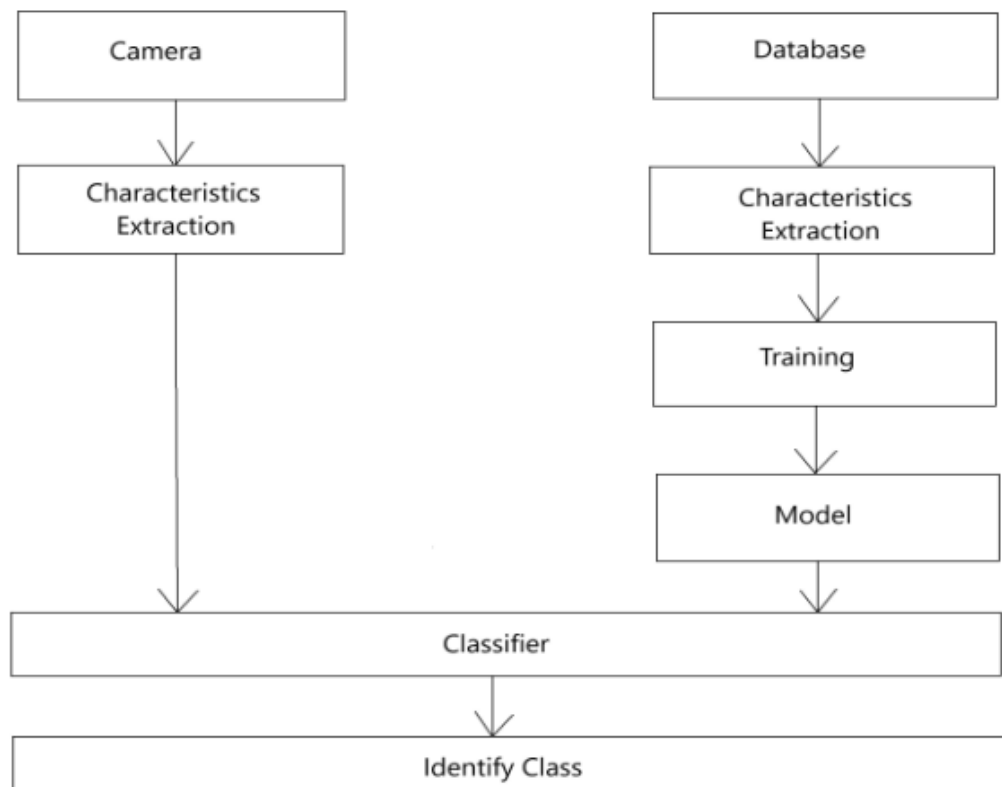 Camera
Database
Characteristics
Extraction
Characteristics
Extraction
Training
Model
Classifier
Identify Class